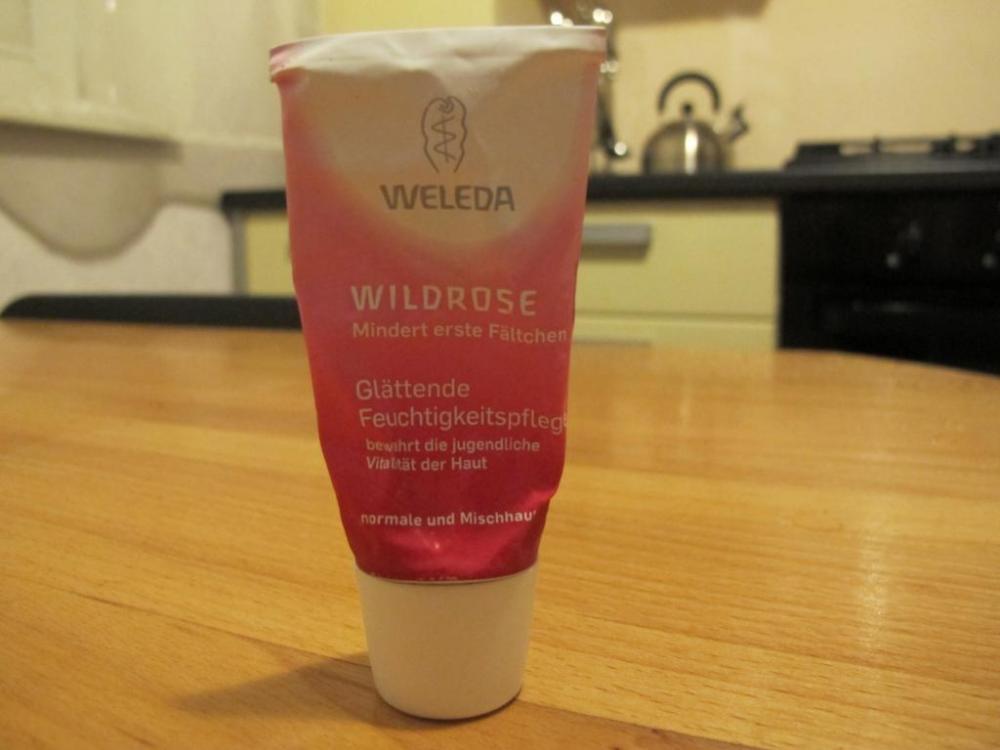 WELEDA
WILDROSE
Mindert erste Fältchen
Glättende
Feuchtigkeitspflege
bewahrt die jugendliche
Vitalität der Haut
normale und Mischhaut